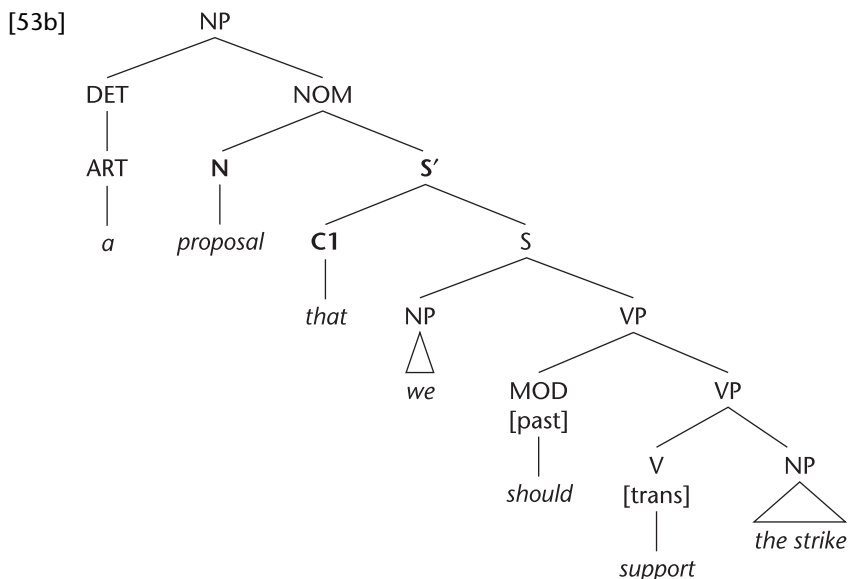 [53b] NP
DET NOM
ART N S′
a proposal C1 S
that NP VP
we MOD VP
[past]
V NP
should [trans]
the strike
support